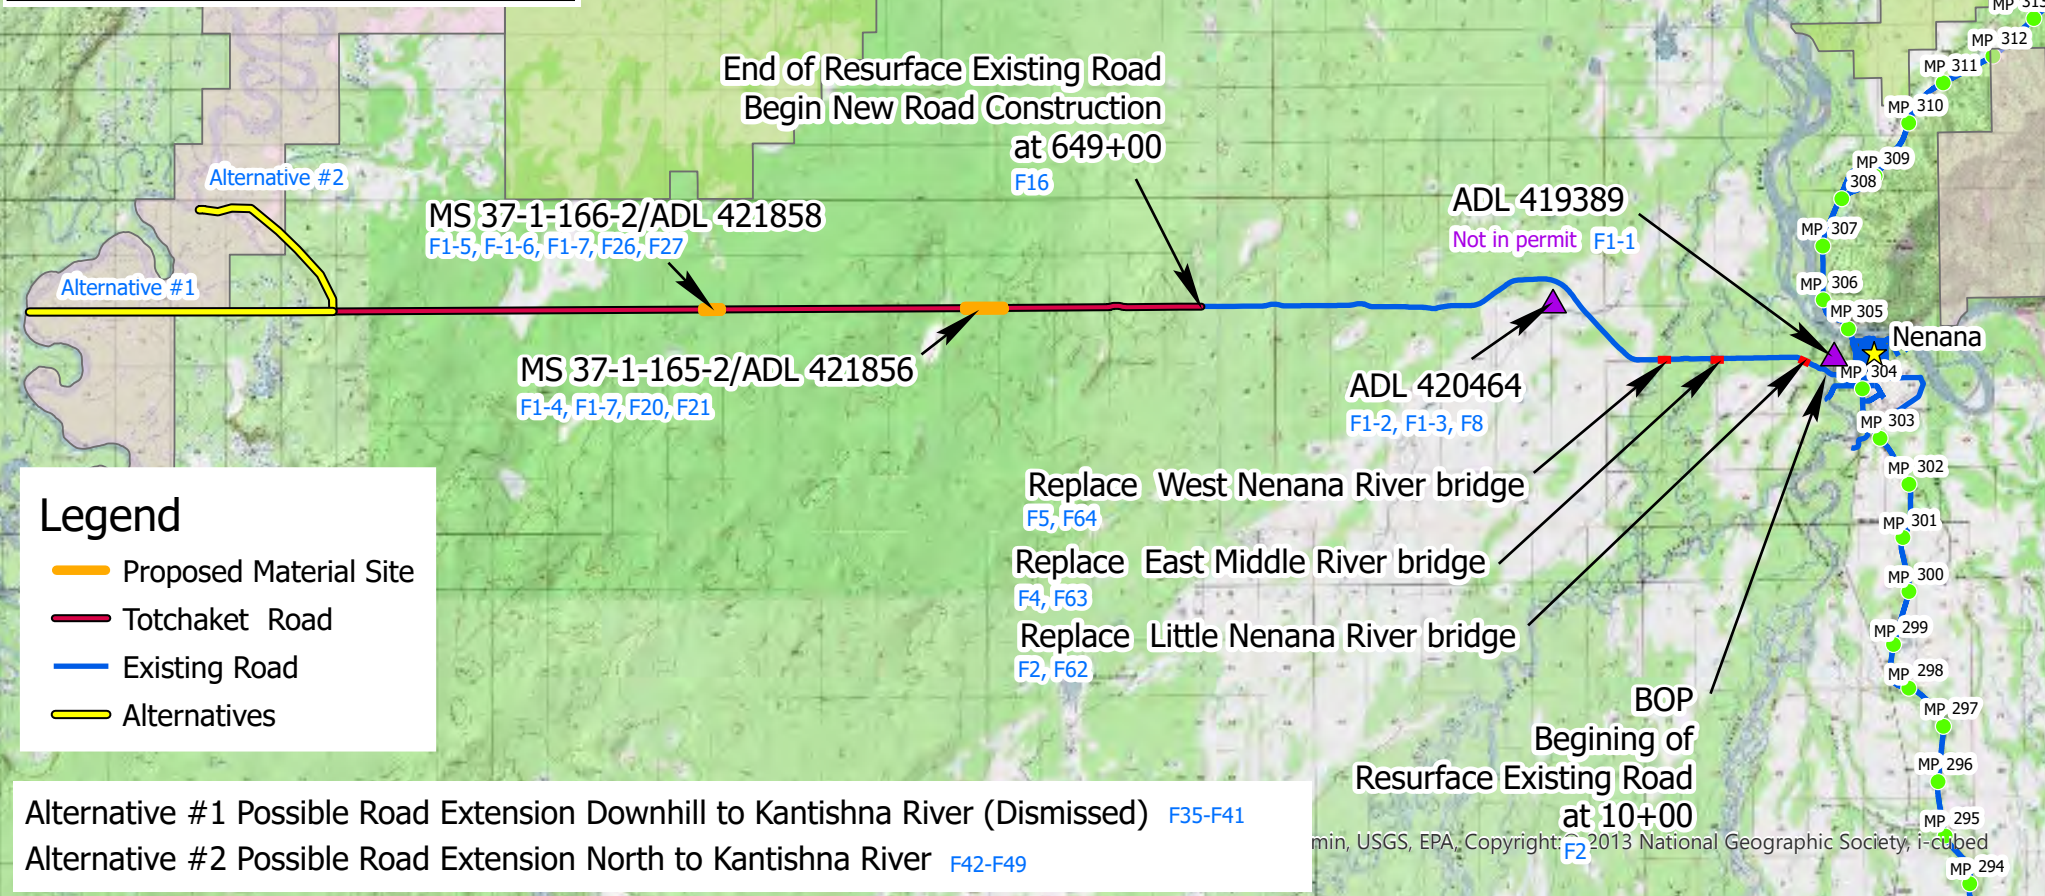 End of Resurface Existing Road
Begin New Road Construction
at 649+00
F16
Alternative #2
Alternative #1
MS 37-1-166-2/ADL 421858
F1-5, F-1-6, F1-7, F26, F27
MS 37-1-165-2/ADL 421856
F1-4, F1-7, F20, F21
ADL 419389
Not in permit F1-1
ADL 420464
F1-2, F1-3, F8
Replace West Nenana River bridge
F5, F64
Replace East Middle River bridge
F4, F63
Replace Little Nenana River bridge
F2, F62
BOP
Begining of
Resurface Existing Road
at 10+00
F2
Nenana
MP 313
MP 312
MP 311
MP 310
MP 309
308
MP 307
MP 306
MP 305
MP 304
MP 303
MP 302
MP 301
MP 300
MP 299
MP 298
MP 297
MP 296
MP 295
MP 294
Legend
Proposed Material Site
Totchaket Road
Existing Road
Alternatives
Alternative #1 Possible Road Extension Downhill to Kantishna River (Dismissed) F35-F41
Alternative #2 Possible Road Extension North to Kantishna River F42-F49
min, USGS, EPA, Copyright:© 2013 National Geographic Society, i-cubed